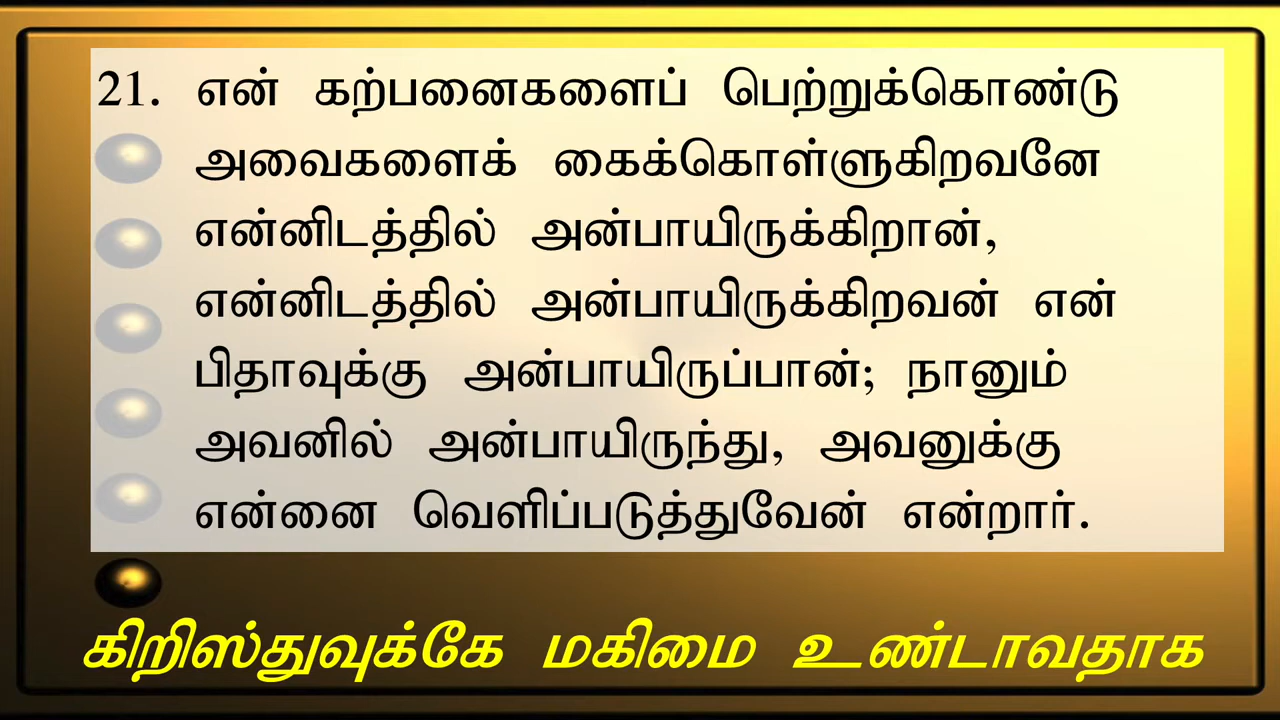 21. என் கற்பனைகளைப் பெற்றுக்கொண்டு
அவைகளைக் கைக்கொள்ளுகிறவனே
என்னிடத்தில் அன்பாயிருக்கிறான்,
என்னிடத்தில் அன்பாயிருக்கிறவன் என்
பிதாவுக்கு அன்பாயிருப்பான்; நானும்
அவனில் அன்பாயிருந்து, அவனுக்கு
என்னை வெளிப்படுத்துவேன் என்றார்.
கிறிஸ்துவுக்கே மகிமை உண்டாவதாக